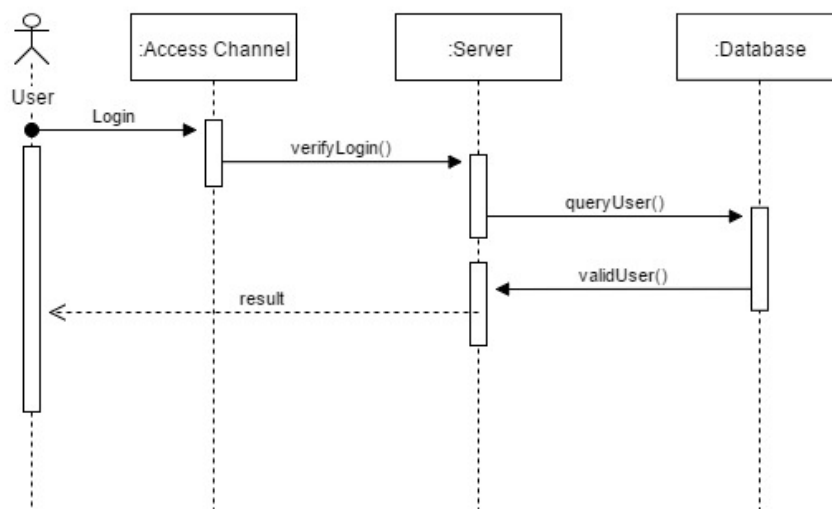 :Access Channel
:Server
:Database
User
Login
verifyLogin()
queryUser()
validUser()
result